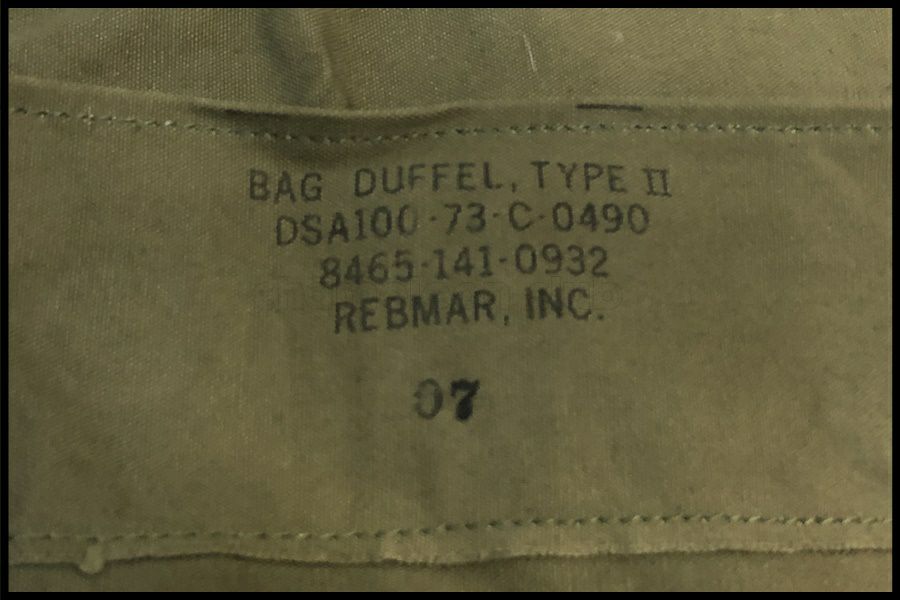 BAG DUFFEL, TYPE II
DSA100-73-C-0490
8465-141-0932
REBMAR, INC.
07